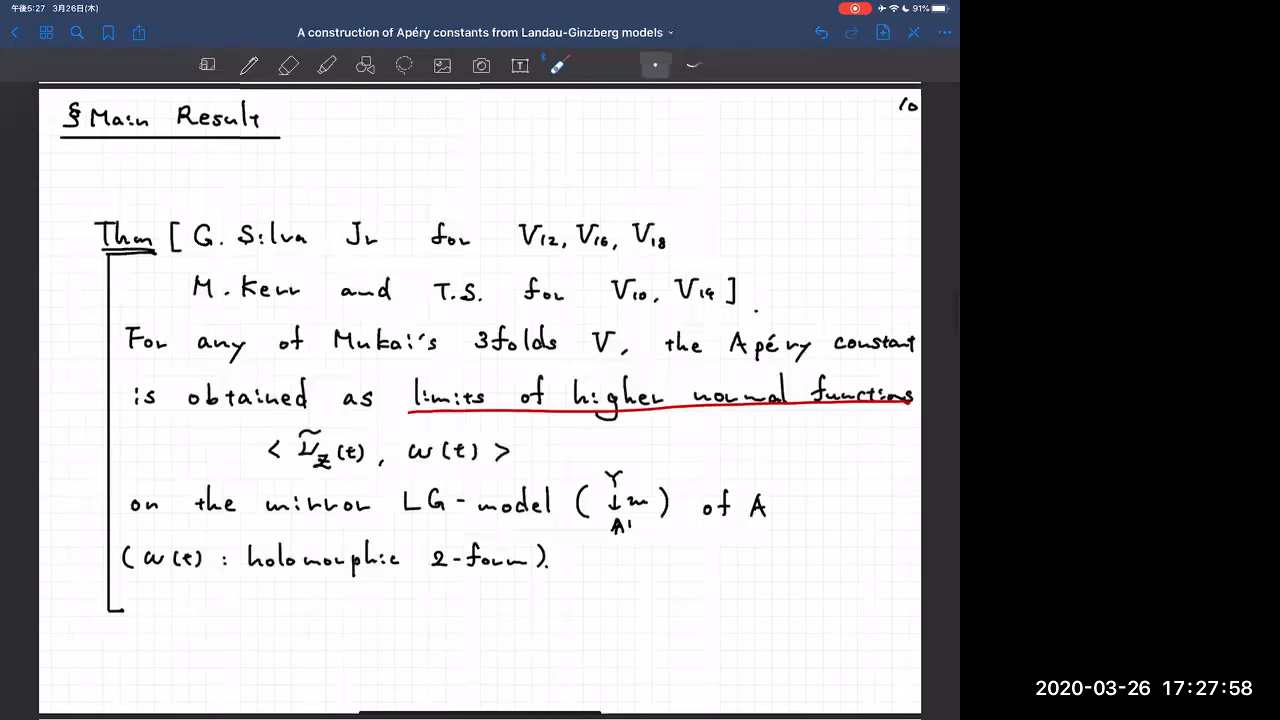 午後5:27 3月26日(木)
91%
A construction of Apéry constants from Landau-Ginzberg models
§ Main Result
10
Thm [ G. Silva Jr for V12, V16, V18
M. Kerr and T.S. for V10, V14 ]
For any of Mukai's 3folds V, the Apéry constant
is obtained as limits of higher normal functions
< ν̃_Z(t), ω(t) >
on the mirror LG-model ( Y ↓m A¹ ) of A
(ω(t) : holomorphic 2-form).
2020-03-26 17:27:58